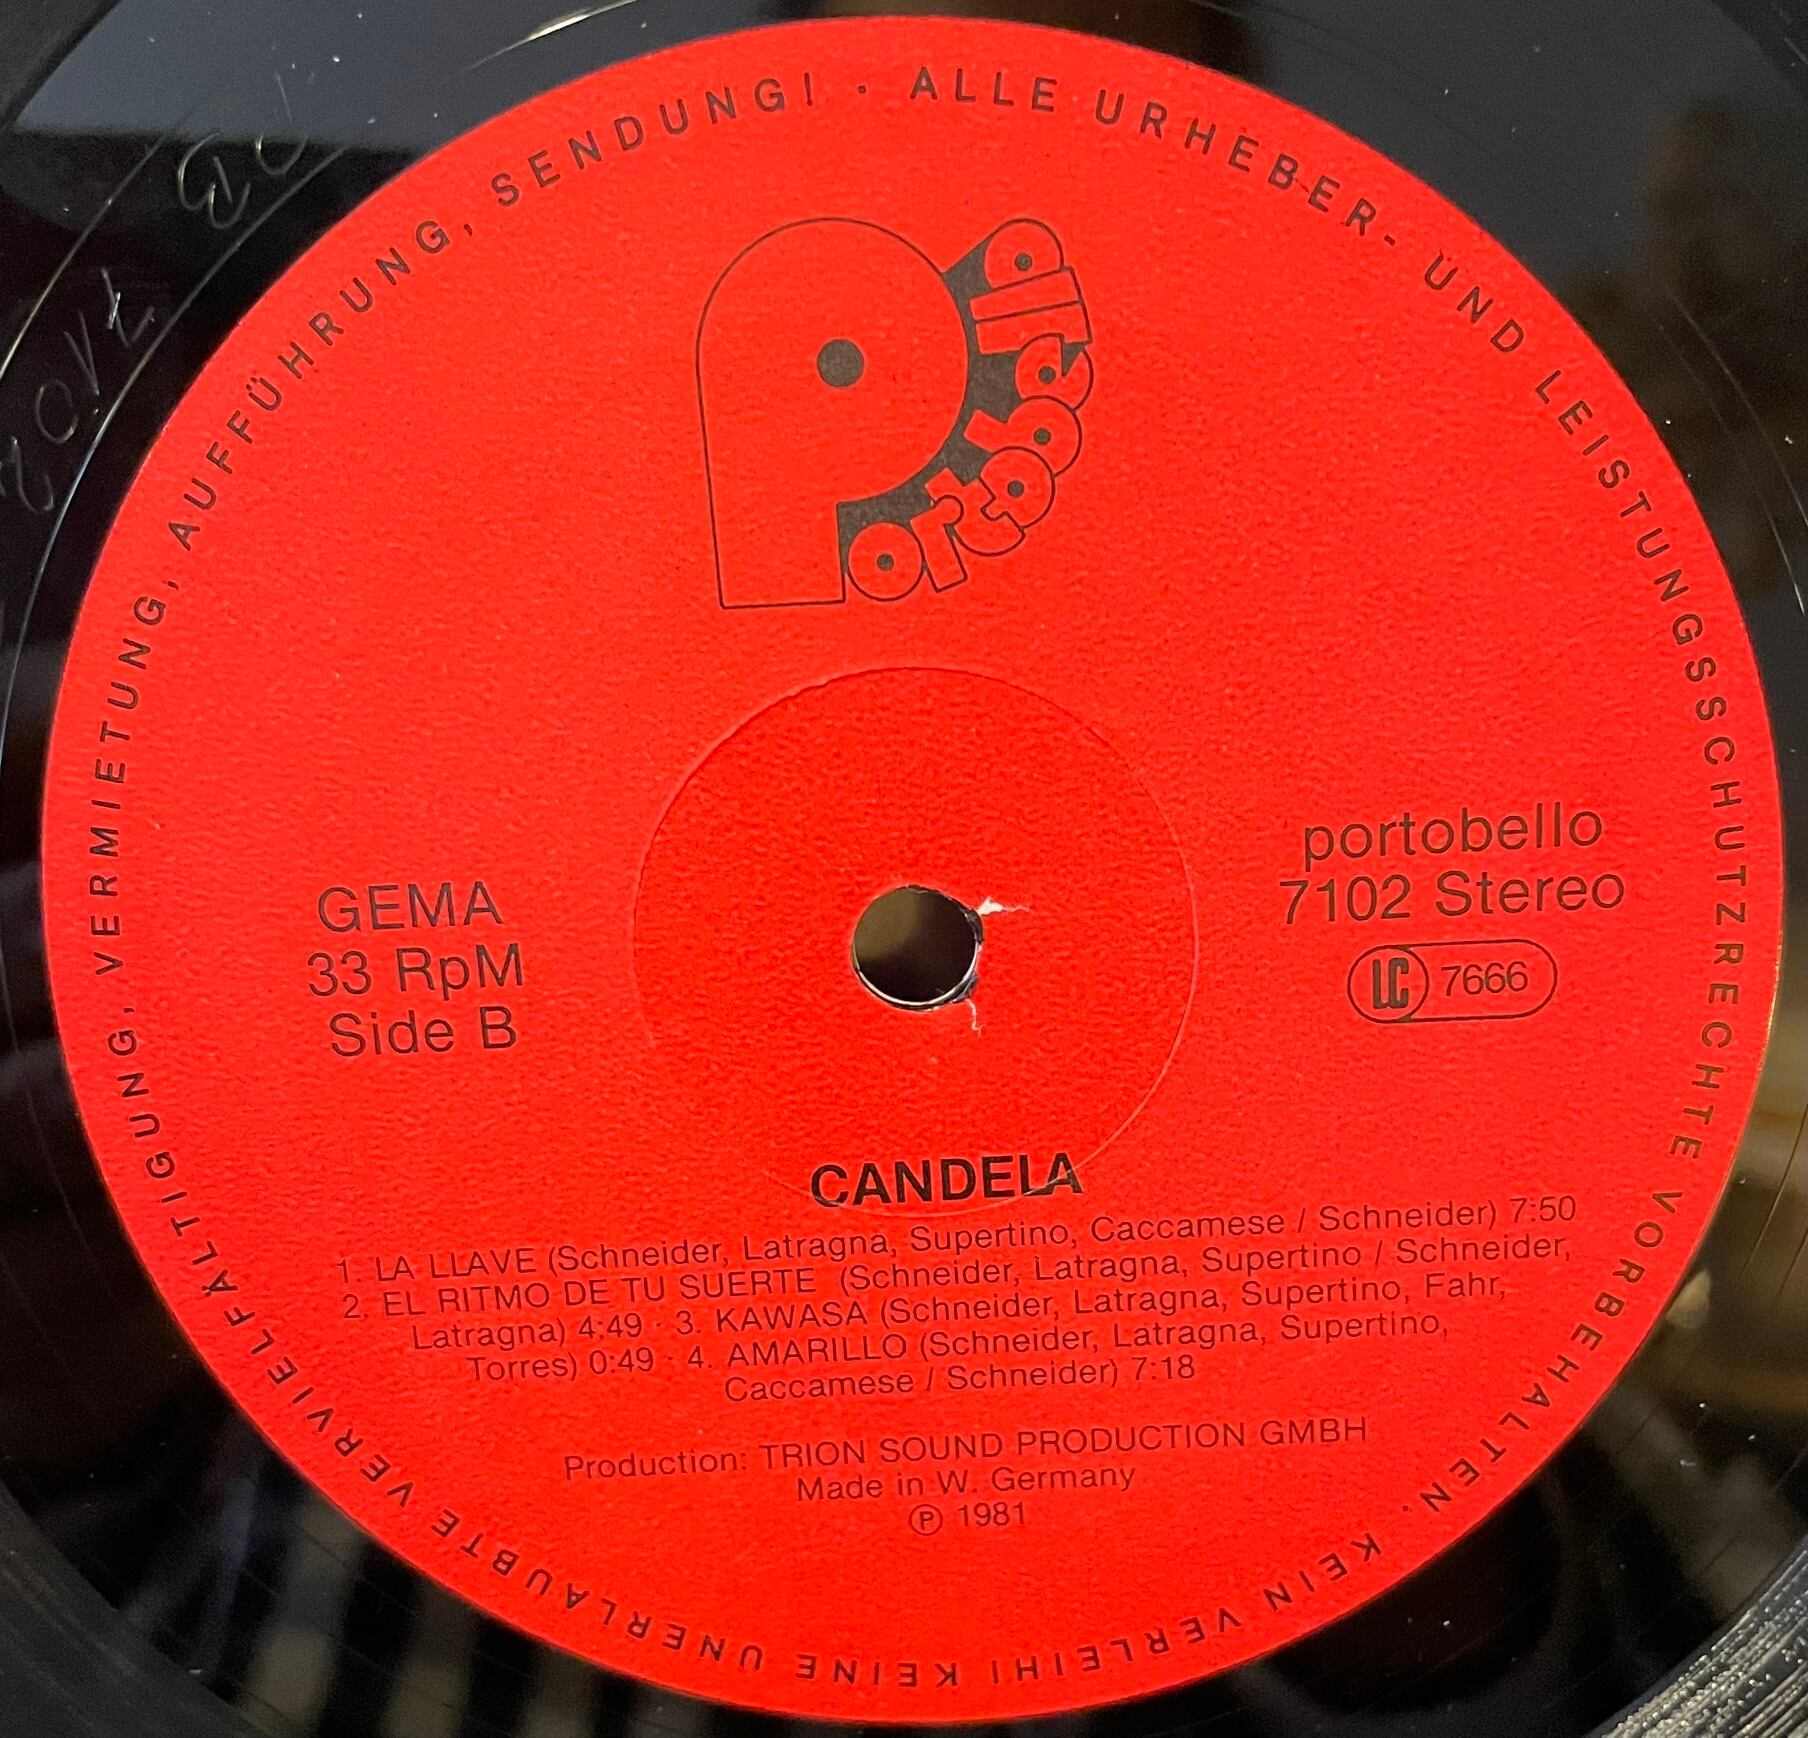 ALLE URHEBER- UND LEISTUNGSSCHUTZRECHTE VORBEHALTEN. KEIN VERLEIH! KEINE UNERLAUBTE VERVIELFÄLTIGUNG, VERMIETUNG, AUFFÜHRUNG, SENDUNG! ·
Portobello
GEMA
33 RpM
Side B
portobello
7102 Stereo
LC 7666
CANDELA
1. LA LLAVE (Schneider, Latragna, Supertino, Caccamese / Schneider) 7:50
2. EL RITMO DE TU SUERTE (Schneider, Latragna, Supertino / Schneider,
Latragna) 4:49 · 3. KAWASA (Schneider, Latragna, Supertino, Fahr,
Torres) 0:49 · 4. AMARILLO (Schneider, Latragna, Supertino,
Caccamese / Schneider) 7:18
Production: TRION SOUND PRODUCTION GMBH
Made in W. Germany
Ⓟ 1981